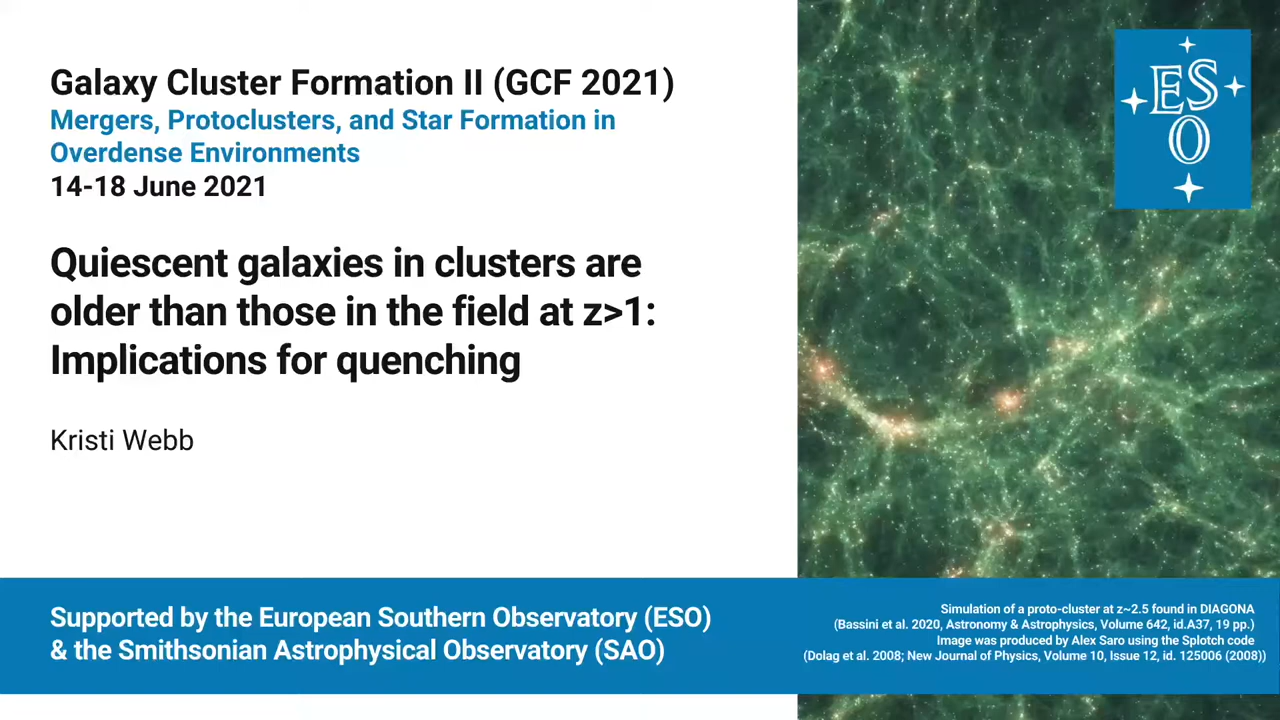 Galaxy Cluster Formation II (GCF 2021)
Mergers, Protoclusters, and Star Formation in
Overdense Environments
14-18 June 2021
Quiescent galaxies in clusters are
older than those in the field at z>1:
Implications for quenching
Kristi Webb
ESO
Supported by the European Southern Observatory (ESO)
& the Smithsonian Astrophysical Observatory (SAO)
Simulation of a proto-cluster at z~2.5 found in DIAGONA
(Bassini et al. 2020, Astronomy & Astrophysics, Volume 642, id.A37, 19 pp.)
Image was produced by Alex Saro using the Splotch code
(Dolag et al. 2008; New Journal of Physics, Volume 10, Issue 12, id. 125006 (2008))